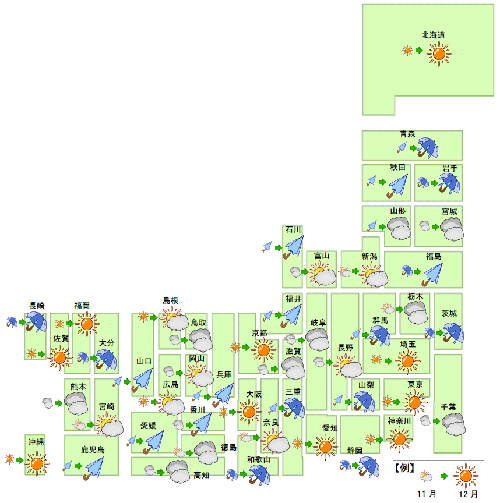 北海道
青森
秋田 岩手
山形 宮城
石川
富山 新潟 福島
長崎 福岡 島根 鳥取 福井 岐阜 群馬 栃木 茨城
佐賀 大分 京都 滋賀 長野 埼玉
山口 岡山 兵庫
熊本 宮崎 広島 香川 大阪 三重 山梨 東京 千葉
愛媛 奈良 愛知 神奈川
沖縄 鹿児島 高知 徳島 和歌山 静岡
【例】
11月 12月